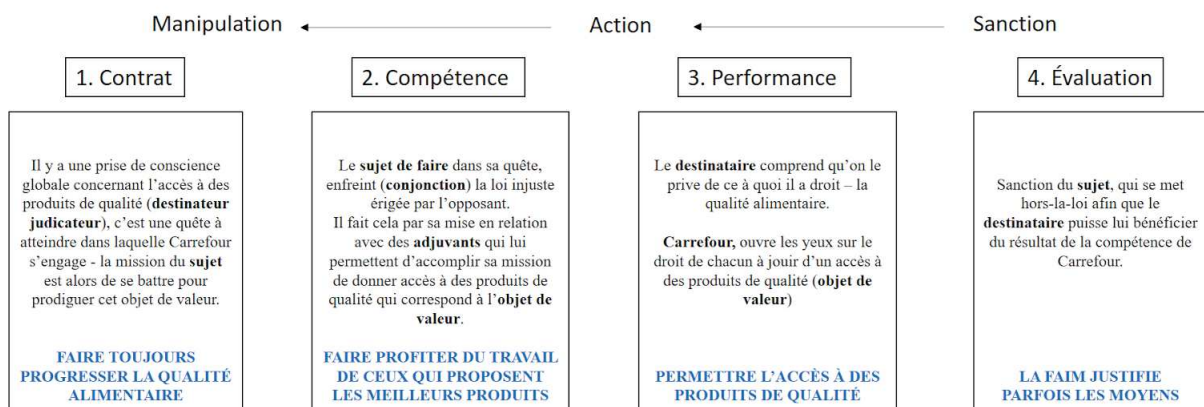 Manipulation
Action
Sanction
1. Contrat
2. Compétence
3. Performance
4. Évaluation
Il y a une prise de conscience
globale concernant l’accès à des
produits de qualité (destinateur
judicateur), c’est une quête à
atteindre dans laquelle Carrefour
s’engage - la mission du sujet
est alors de se battre pour
prodiguer cet objet de valeur.
FAIRE TOUJOURS
PROGRESSER LA QUALITÉ
ALIMENTAIRE
Le sujet de faire dans sa quête,
enfreint (conjonction) la loi injuste
érigée par l’opposant.
Il fait cela par sa mise en relation
avec des adjuvants qui lui
permettent d’accomplir sa mission
de donner accès à des produits de
qualité qui correspond à l’objet de
valeur.
FAIRE PROFITER DU TRAVAIL
DE CEUX QUI PROPOSENT
LES MEILLEURS PRODUITS
Le destinataire comprend qu’on le
prive de ce à quoi il a droit – la
qualité alimentaire.
Carrefour, ouvre les yeux sur le
droit de chacun à jouir d’un accès à
des produits de qualité (objet de
valeur)
PERMETTRE L’ACCÈS À DES
PRODUITS DE QUALITÉ
Sanction du sujet, qui se met
hors-la-loi afin que le
destinataire puisse lui bénéficier
du résultat de la compétence de
Carrefour.
LA FAIM JUSTIFIE
PARFOIS LES MOYENS